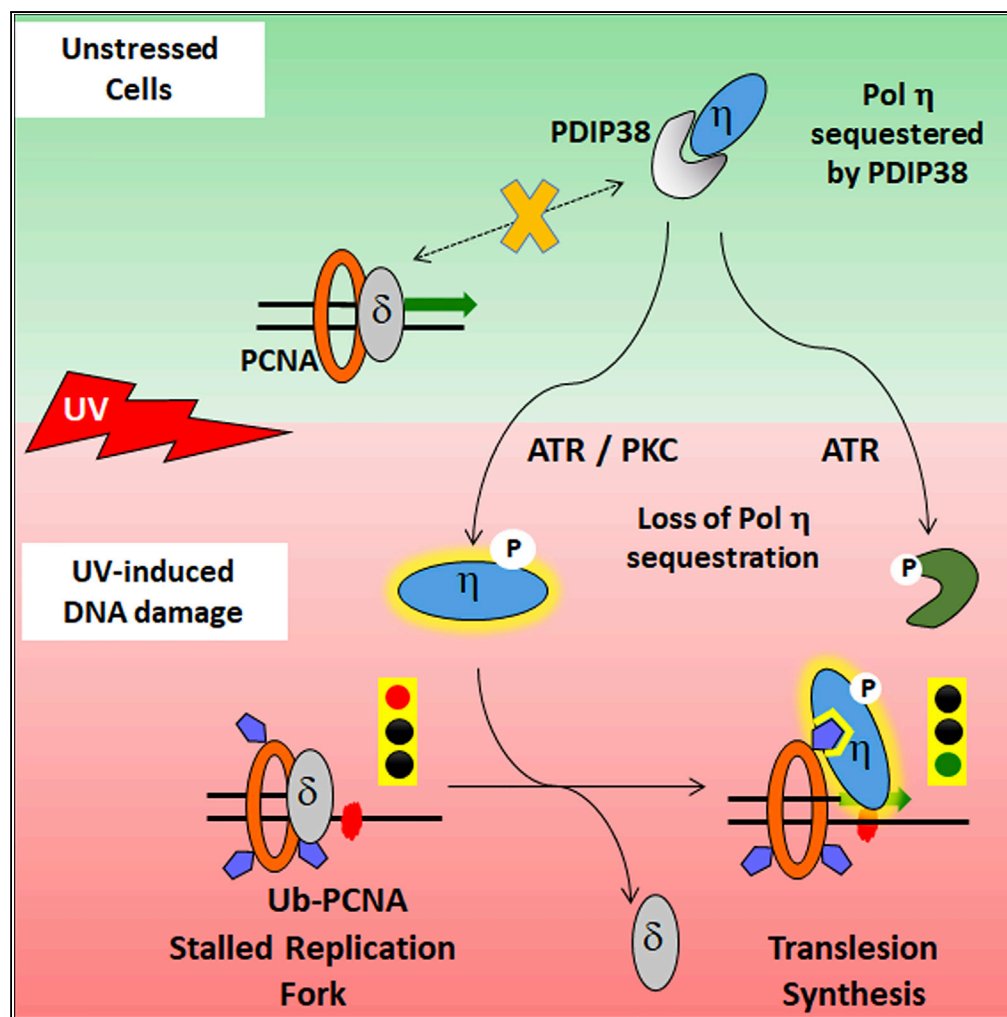 Unstressed
Cells
PDIP38
η
Pol η
sequestered
by PDIP38
δ
PCNA
UV
ATR / PKC
ATR
Loss of Pol η
sequestration
UV-induced
DNA damage
P
η
P
δ
P
η
Ub-PCNA
Stalled Replication
Fork
δ
Translesion
Synthesis